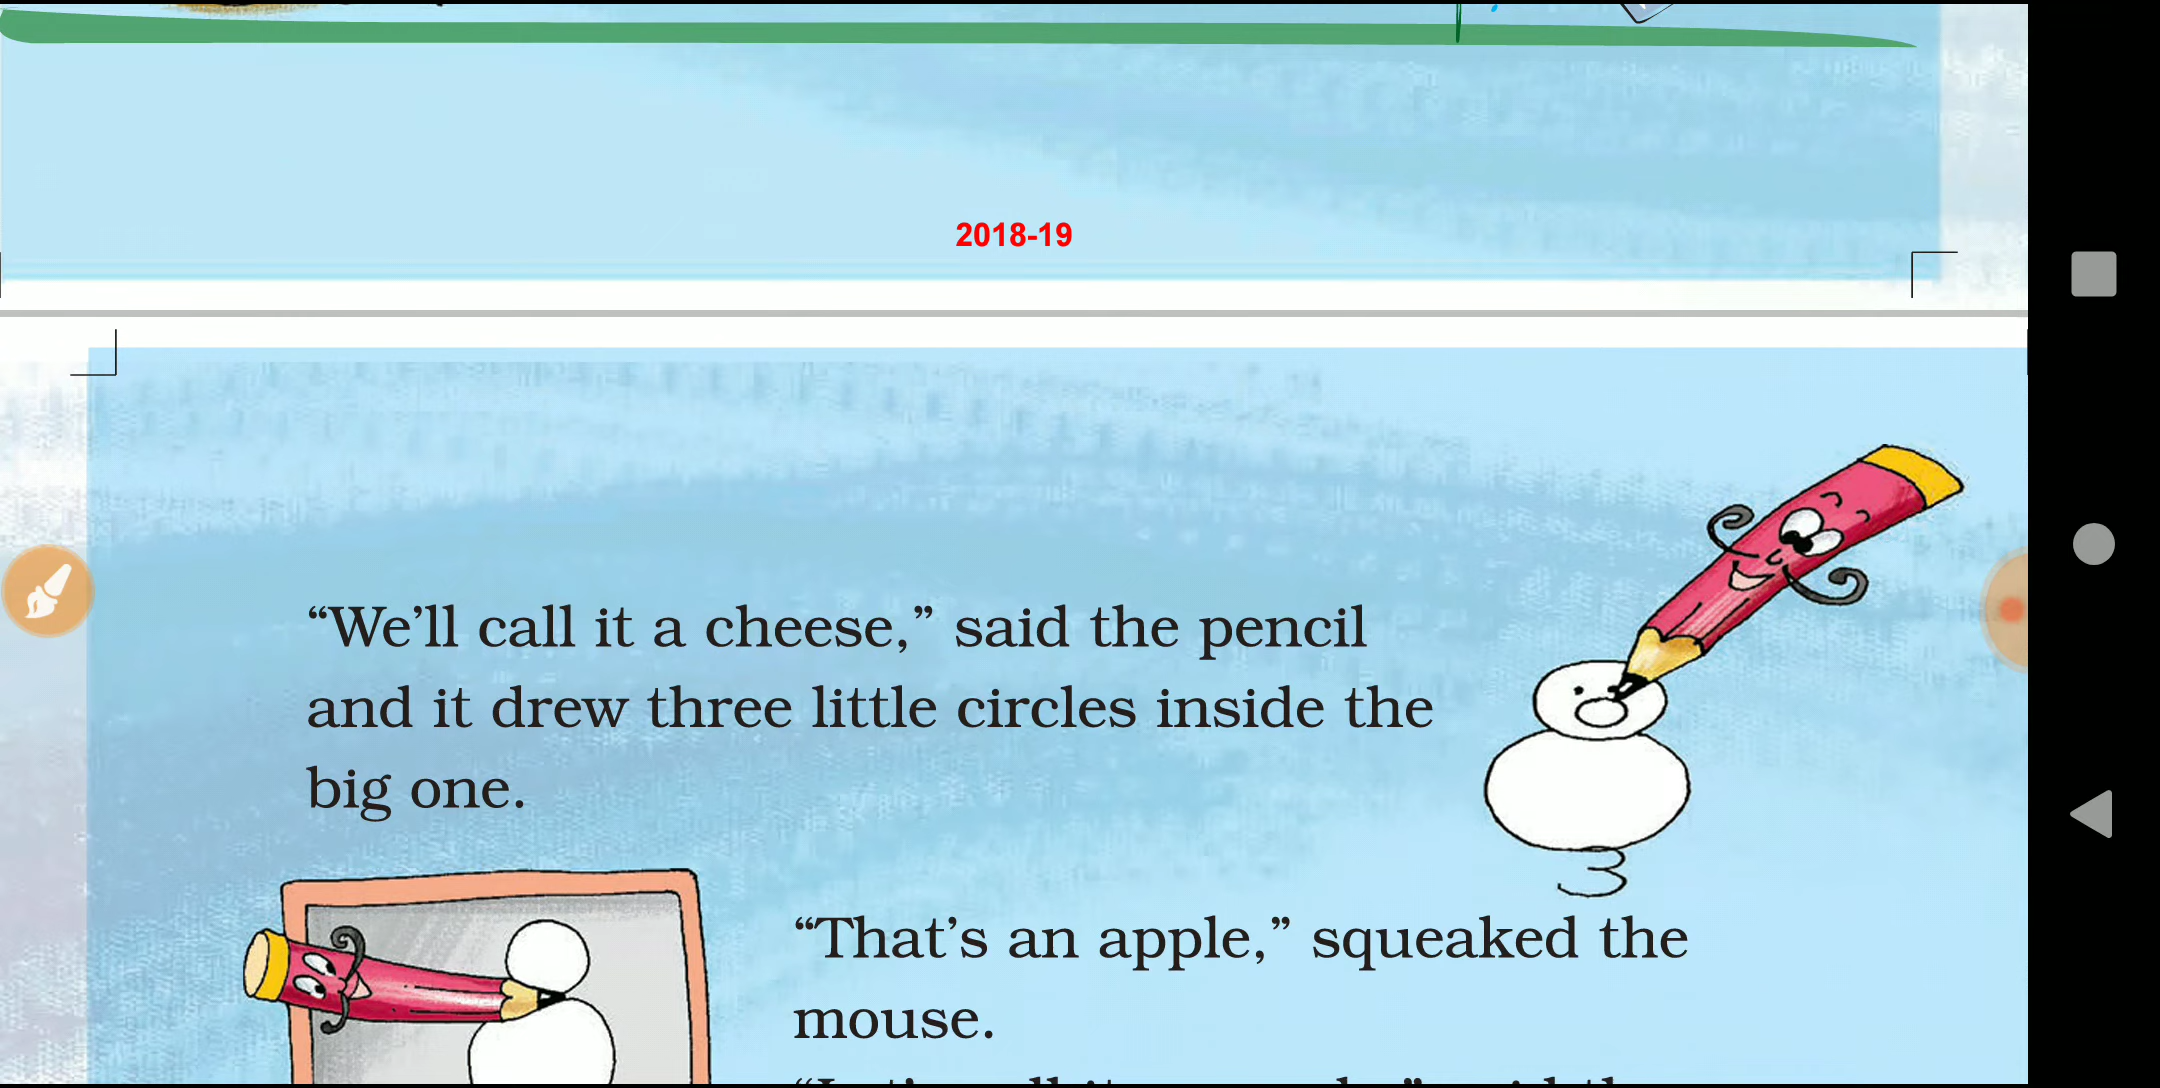 2018-19
“We’ll call it a cheese,” said the pencil
and it drew three little circles inside the
big one.
“That’s an apple,” squeaked the
mouse.